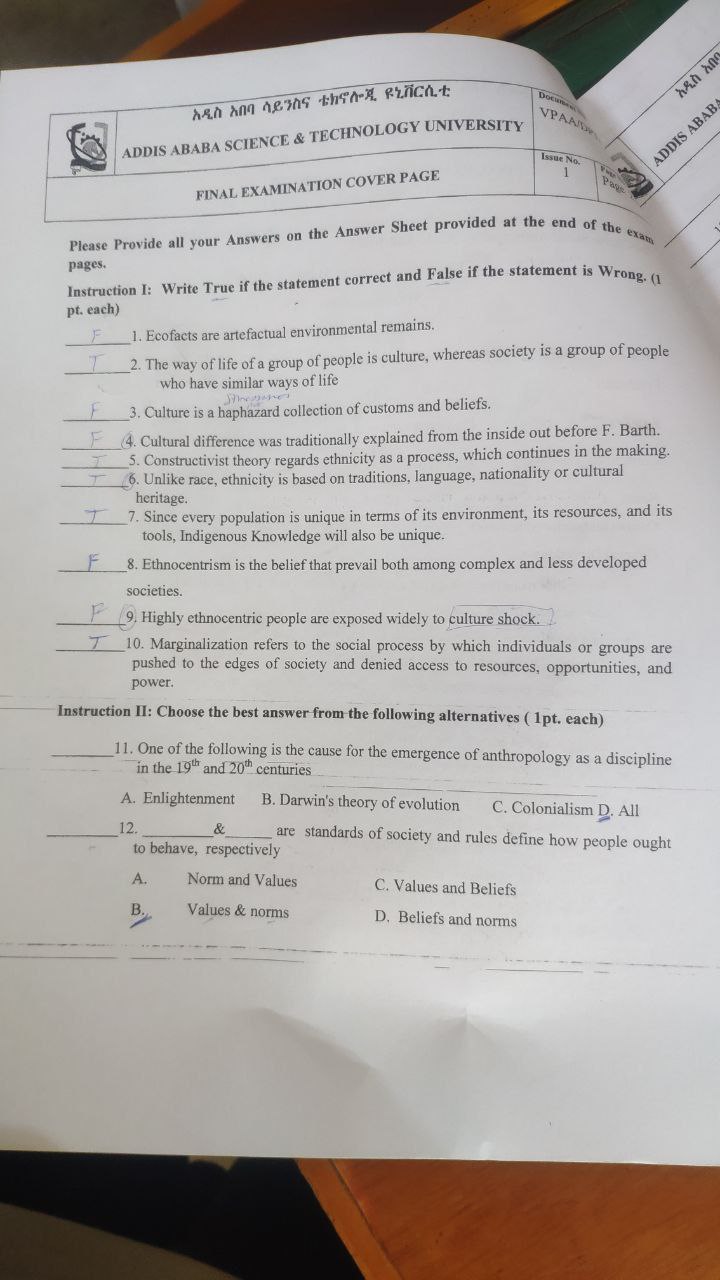 አዲስ አበባ ሳይንስና ቴክኖሎጂ ዩኒቨርሲቲ
ADDIS ABABA SCIENCE & TECHNOLOGY UNIVERSITY
FINAL EXAMINATION COVER PAGE
VPAA/
Issue No.
1
Page
አዲስ
ADDIS ABABA
Please Provide all your Answers on the Answer Sheet provided at the end of the exam
pages.
Instruction I: Write True if the statement correct and False if the statement is Wrong. (1
pt. each)
F 1. Ecofacts are artefactual environmental remains.
T 2. The way of life of a group of people is culture, whereas society is a group of people
who have similar ways of life
F 3. Culture is a haphazard collection of customs and beliefs.
F 4. Cultural difference was traditionally explained from the inside out before F. Barth.
T 5. Constructivist theory regards ethnicity as a process, which continues in the making.
T 6. Unlike race, ethnicity is based on traditions, language, nationality or cultural
heritage.
T 7. Since every population is unique in terms of its environment, its resources, and its
tools, Indigenous Knowledge will also be unique.
F 8. Ethnocentrism is the belief that prevail both among complex and less developed
societies.
F 9. Highly ethnocentric people are exposed widely to culture shock.
T 10. Marginalization refers to the social process by which individuals or groups are
pushed to the edges of society and denied access to resources, opportunities, and
power.
Instruction II: Choose the best answer from the following alternatives ( 1pt. each)
______11. One of the following is the cause for the emergence of anthropology as a discipline
in the 19th and 20th centuries
A. Enlightenment B. Darwin's theory of evolution C. Colonialism D. All
______12. ______&______ are standards of society and rules define how people ought
to behave, respectively
A. Norm and Values C. Values and Beliefs
B. Values & norms D. Beliefs and norms